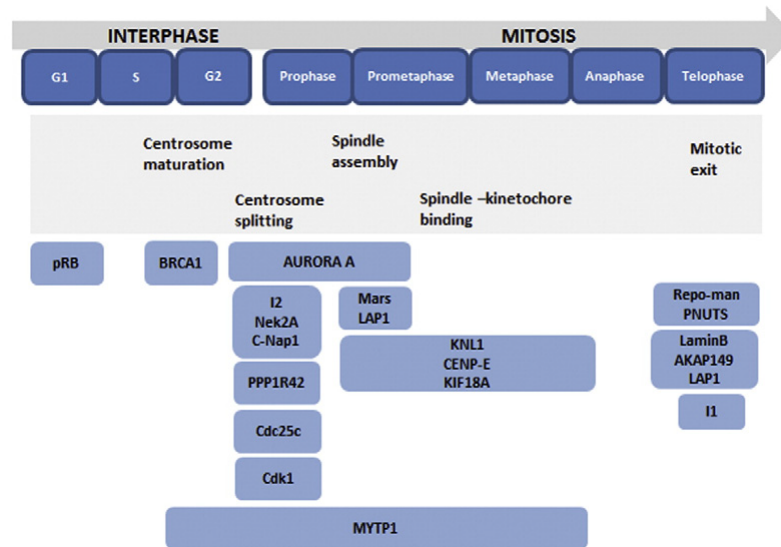 INTERPHASE MITOSIS
G1 S G2 Prophase Prometaphase Metaphase Anaphase Telophase
Centrosome
maturation
Spindle
assembly
Mitotic
exit
Centrosome
splitting
Spindle –kinetochore
binding
pRB BRCA1 AURORA A
I2
Nek2A
C-Nap1
Mars
LAP1
Repo-man
PNUTS
KNL1
CENP-E
KIF18A
LaminB
AKAP149
LAP1
PPP1R42
I1
Cdc25c
Cdk1
MYTP1